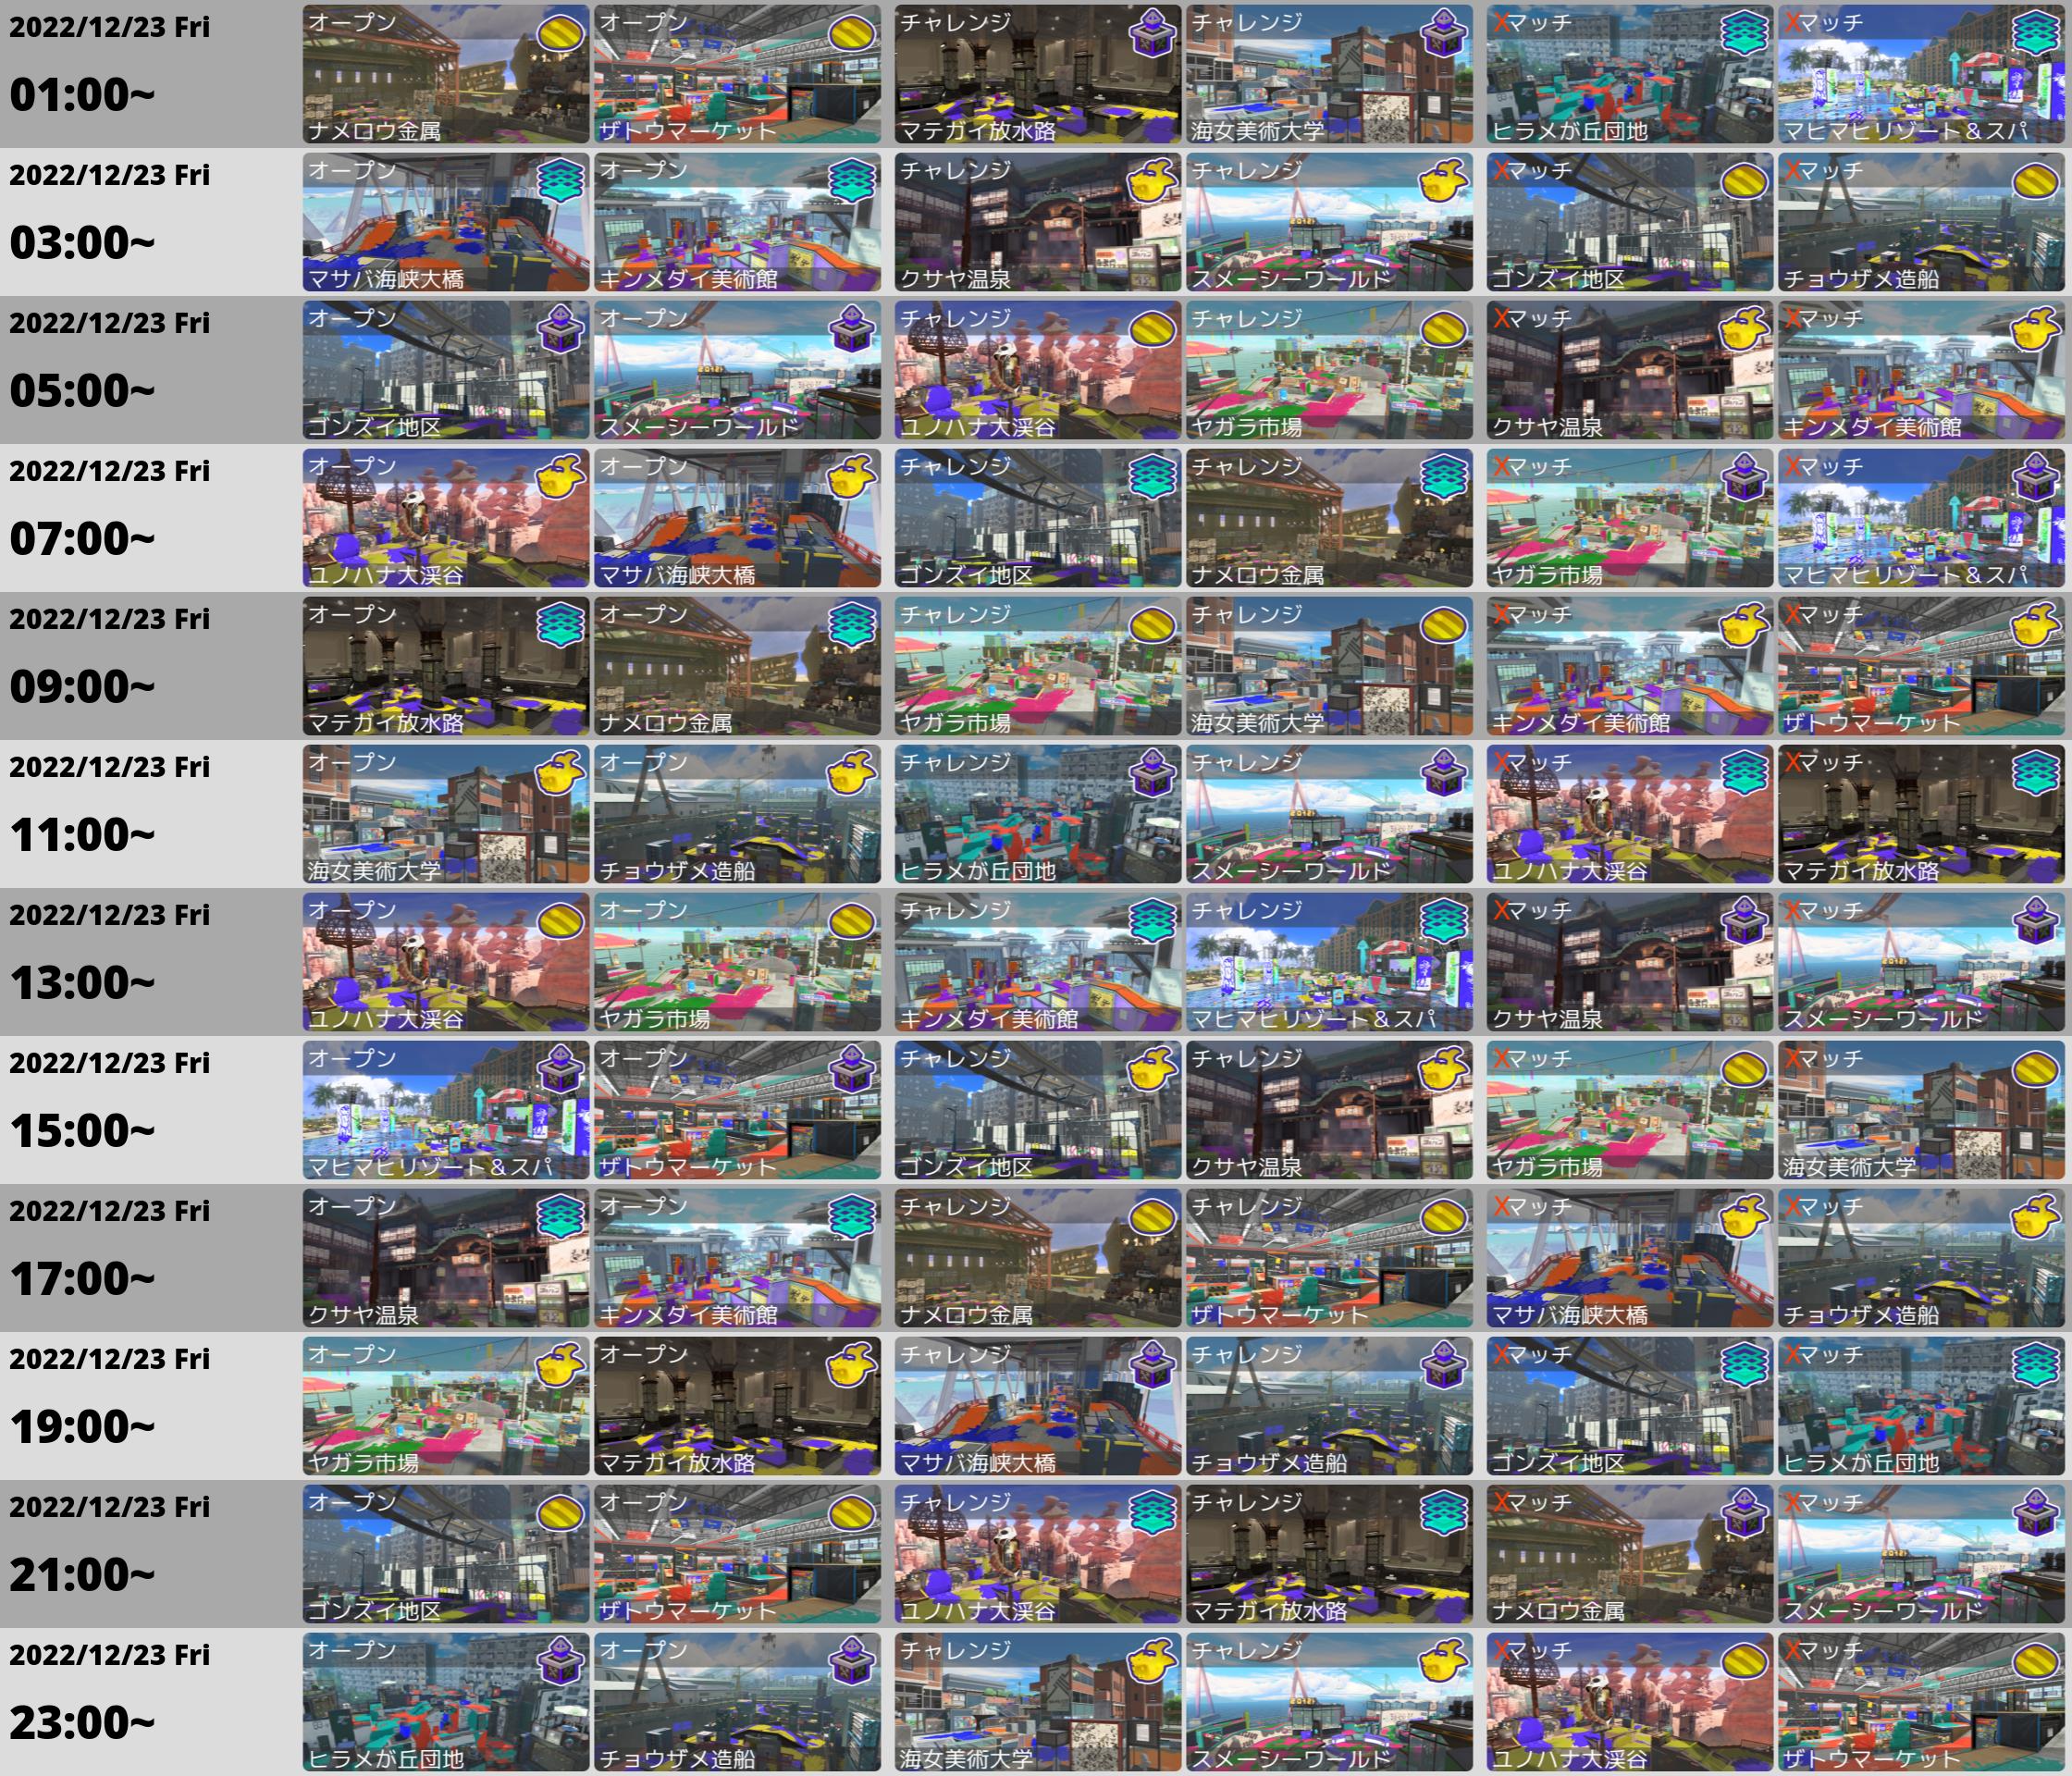 2022/12/23 Fri
01:00~
オープン
ナメロウ金属
オープン
ザトウマーケット
チャレンジ
マテガイ放水路
チャレンジ
海女美術大学
Xマッチ
ヒラメが丘団地
Xマッチ
マヒマヒリゾート&スパ
2022/12/23 Fri
03:00~
オープン
マサバ海峡大橋
オープン
キンメダイ美術館
チャレンジ
クサヤ温泉
チャレンジ
スメーシーワールド
Xマッチ
ゴンズイ地区
Xマッチ
チョウザメ造船
2022/12/23 Fri
05:00~
オープン
ゴンズイ地区
オープン
スメーシーワールド
チャレンジ
ユノハナ大渓谷
チャレンジ
ヤガラ市場
Xマッチ
クサヤ温泉
Xマッチ
キンメダイ美術館
2022/12/23 Fri
07:00~
オープン
ユノハナ大渓谷
オープン
マサバ海峡大橋
チャレンジ
ゴンズイ地区
チャレンジ
ナメロウ金属
Xマッチ
ヤガラ市場
Xマッチ
マヒマヒリゾート&スパ
2022/12/23 Fri
09:00~
オープン
マテガイ放水路
オープン
ナメロウ金属
チャレンジ
ヤガラ市場
チャレンジ
海女美術大学
Xマッチ
キンメダイ美術館
Xマッチ
ザトウマーケット
2022/12/23 Fri
11:00~
オープン
海女美術大学
オープン
チョウザメ造船
チャレンジ
ヒラメが丘団地
チャレンジ
スメーシーワールド
Xマッチ
ユノハナ大渓谷
Xマッチ
マテガイ放水路
2022/12/23 Fri
13:00~
オープン
ユノハナ大渓谷
オープン
ヤガラ市場
チャレンジ
キンメダイ美術館
チャレンジ
マヒマヒリゾート&スパ
Xマッチ
クサヤ温泉
Xマッチ
スメーシーワールド
2022/12/23 Fri
15:00~
オープン
マヒマヒリゾート&スパ
オープン
ザトウマーケット
チャレンジ
ゴンズイ地区
チャレンジ
クサヤ温泉
Xマッチ
ヤガラ市場
Xマッチ
海女美術大学
2022/12/23 Fri
17:00~
オープン
クサヤ温泉
オープン
キンメダイ美術館
チャレンジ
ナメロウ金属
チャレンジ
ザトウマーケット
Xマッチ
マサバ海峡大橋
Xマッチ
チョウザメ造船
2022/12/23 Fri
19:00~
オープン
ヤガラ市場
オープン
マテガイ放水路
チャレンジ
マサバ海峡大橋
チャレンジ
チョウザメ造船
Xマッチ
ゴンズイ地区
Xマッチ
ヒラメが丘団地
2022/12/23 Fri
21:00~
オープン
ゴンズイ地区
オープン
ザトウマーケット
チャレンジ
ユノハナ大渓谷
チャレンジ
マテガイ放水路
Xマッチ
ナメロウ金属
Xマッチ
スメーシーワールド
2022/12/23 Fri
23:00~
オープン
ヒラメが丘団地
オープン
チョウザメ造船
チャレンジ
海女美術大学
チャレンジ
スメーシーワールド
Xマッチ
ユノハナ大渓谷
Xマッチ
ザトウマーケット